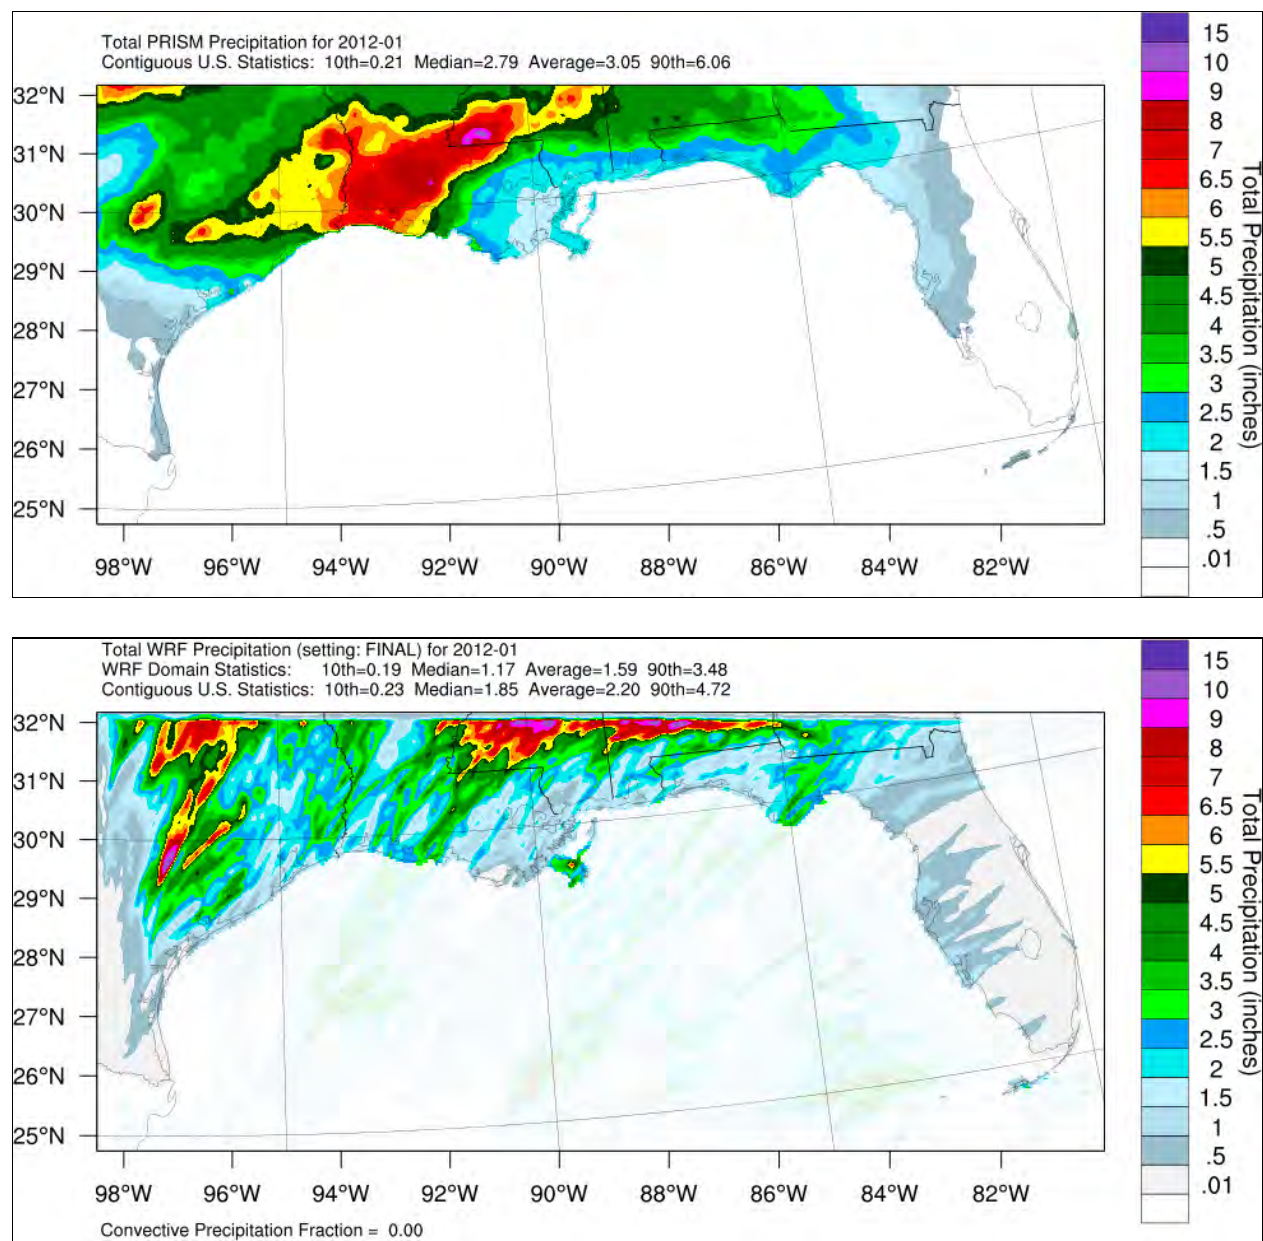 Total PRISM Precipitation for 2012-01
Contiguous U.S. Statistics: 10th=0.21 Median=2.79 Average=3.05 90th=6.06
32°N
31°N
30°N
29°N
28°N
27°N
26°N
25°N
98°W 96°W 94°W 92°W 90°W 88°W 86°W 84°W 82°W
15
10
9
8
7
6.5
6
5.5
5
4.5
4
3.5
3
2.5
2
1.5
1
.5
.01
Total Precipitation (inches)
Total WRF Precipitation (setting: FINAL) for 2012-01
WRF Domain Statistics: 10th=0.19 Median=1.17 Average=1.59 90th=3.48
Contiguous U.S. Statistics: 10th=0.23 Median=1.85 Average=2.20 90th=4.72
32°N
31°N
30°N
29°N
28°N
27°N
26°N
25°N
98°W 96°W 94°W 92°W 90°W 88°W 86°W 84°W 82°W
15
10
9
8
7
6.5
6
5.5
5
4.5
4
3.5
3
2.5
2
1.5
1
.5
.01
Total Precipitation (inches)
Convective Precipitation Fraction = 0.00